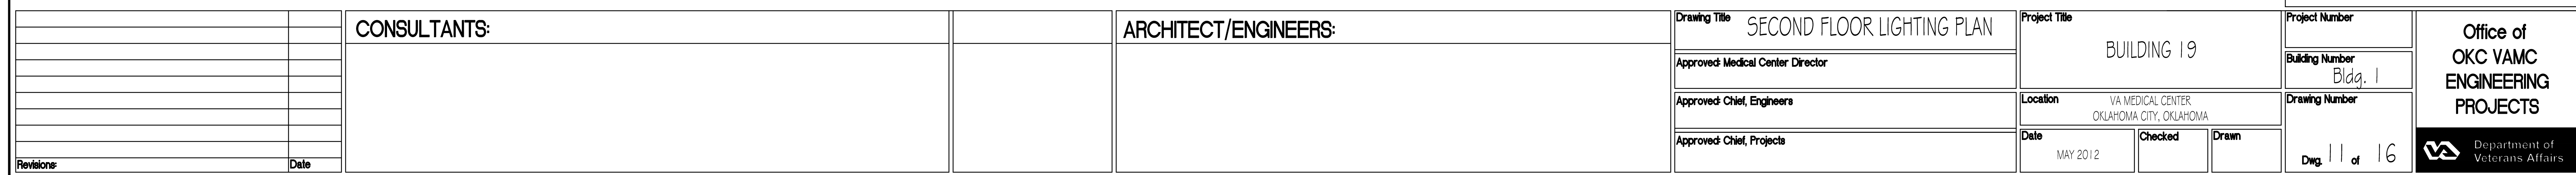 Revisions:
Date
CONSULTANTS:
ARCHITECT/ENGINEERS:
Drawing Title
SECOND FLOOR LIGHTING PLAN
Approved: Medical Center Director
Approved: Chief, Engineers
Approved: Chief, Projects
Project Title
BUILDING 19
Location
VA MEDICAL CENTER
OKLAHOMA CITY, OKLAHOMA
Date
MAY 2012
Checked
Drawn
Project Number
Building Number
Bldg. 1
Drawing Number
Dwg. 11 of 16
Office of
OKC VAMC
ENGINEERING
PROJECTS
VA
Department of
Veterans Affairs